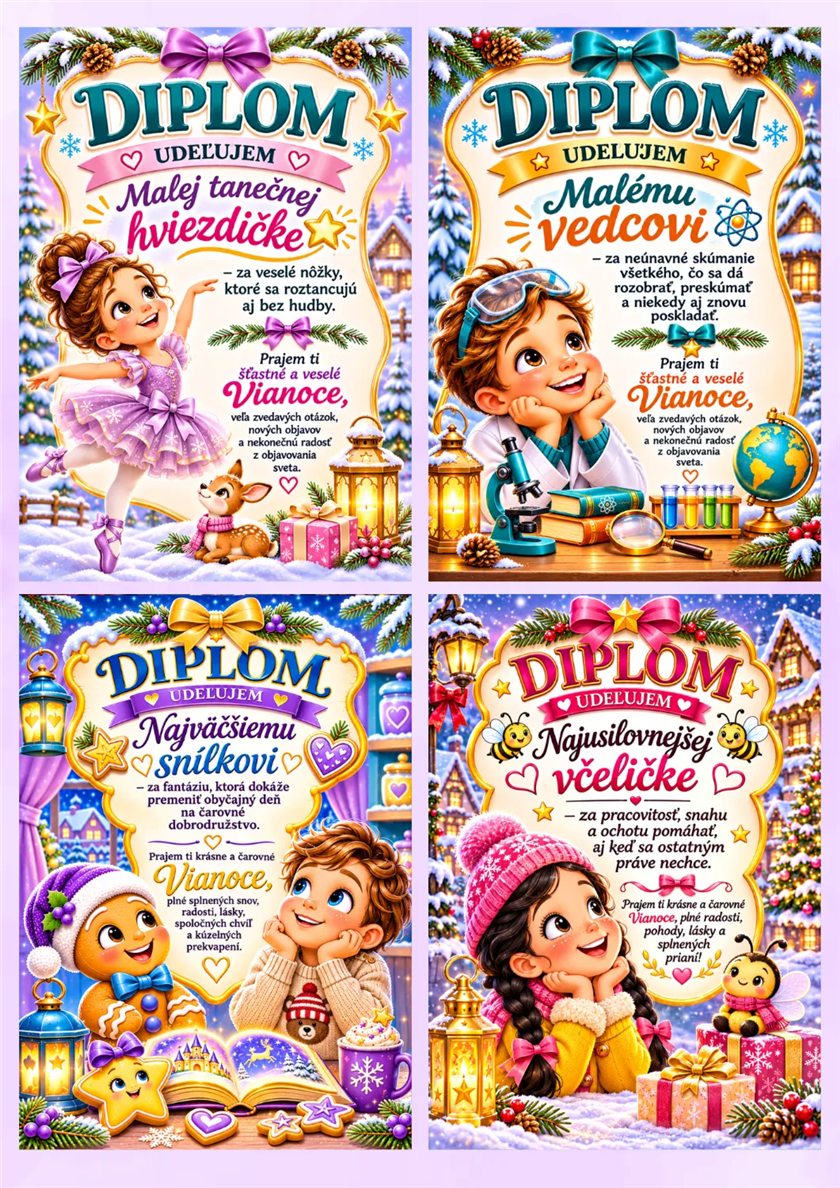 DIPLOM
UDEĽUJEM
Malej tanečnej
hviezdičke
– za veselé nôžky,
ktoré sa roztancujú
aj bez hudby.
Prajem ti
šťastné a veselé
Vianoce,
veľa zvedavých otázok,
nových objavov
a nekonečnú radosť
z objavovania
sveta.
DIPLOM
UDEĽUJEM
Malému
vedcovi
– za neúnavné skúmanie
všetkého, čo sa dá
rozobrať, preskúmať
a niekedy aj znovu
poskladať.
Prajem ti
šťastné a veselé
Vianoce,
veľa zvedavých otázok,
nových objavov
a nekonečnú radosť
z objavovania
sveta.
DIPLOM
UDEĽUJEM
Najväčšiemu
snílkovi
– za fantáziu, ktorá dokáže
premeniť obyčajný deň
na čarovné
dobrodružstvo.
Prajem ti krásne a čarovné
Vianoce,
plné splnených snov,
radosti, lásky,
spoločných chvíľ
a kúzelných
prekvapení.
DIPLOM
UDEĽUJEM
Najusilovnejšej
včeličke
– za pracovitosť, snahu
a ochotu pomáhať,
aj keď sa ostatným
práve nechce.
Prajem ti krásne a čarovné
Vianoce, plné radosti,
pohody, lásky a
splnených
prianí!